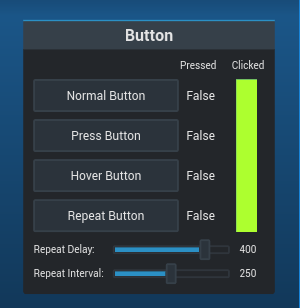 Button
Pressed Clicked
Normal Button False
Press Button False
Hover Button False
Repeat Button False
Repeat Delay: 400
Repeat Interval: 250